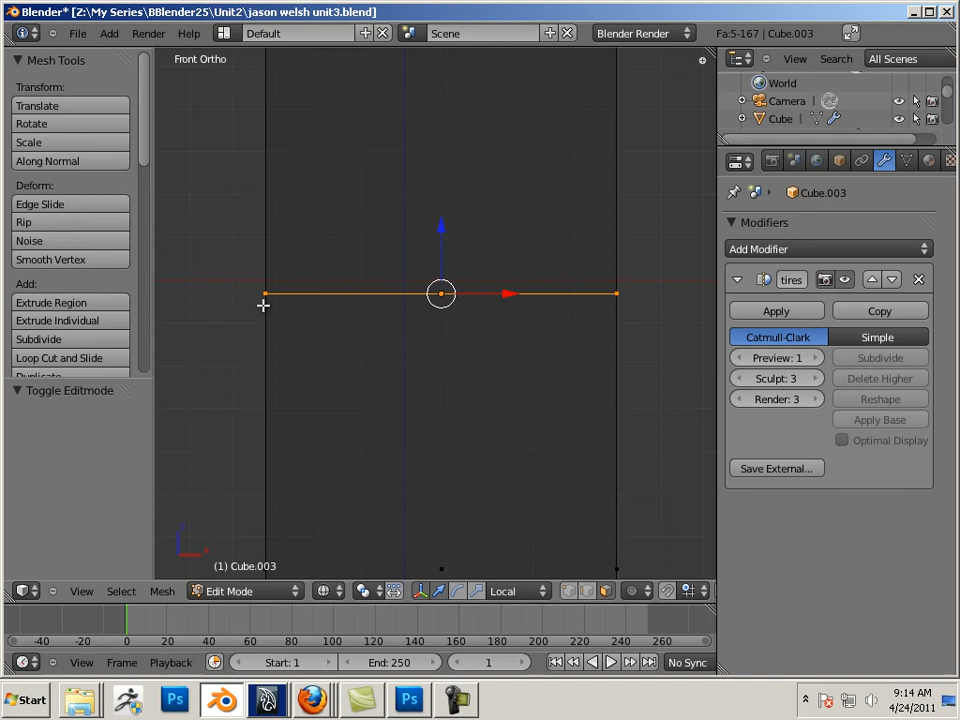 Blender* [Z:\My Series\BBlender25\Unit2\jason welsh unit3.blend]
File Add Render Help Default Scene Blender Render Fa:5-167 | Cube.003
Mesh Tools
Transform:
Translate
Rotate
Scale
Along Normal
Deform:
Edge Slide
Rip
Noise
Smooth Vertex
Add:
Extrude Region
Extrude Individual
Subdivide
Loop Cut and Slide
Toggle Editmode
Front Ortho
(1) Cube.003
View Search All Scenes
World
Camera
Cube
Cube.003
Modifiers
Add Modifier
tires
Apply Copy
Catmull-Clark Simple
Preview: 1 Subdivide
Sculpt: 3 Delete Higher
Render: 3 Reshape
Apply Base
Optimal Display
Save External...
View Select Mesh Edit Mode Local
-40 -20 0 20 40 60 80 100 120 140 160 180 200 220 240 260
View Frame Playback Start: 1 End: 250 1 No Sync
Start Ps Ps 9:14 AM
4/24/2011